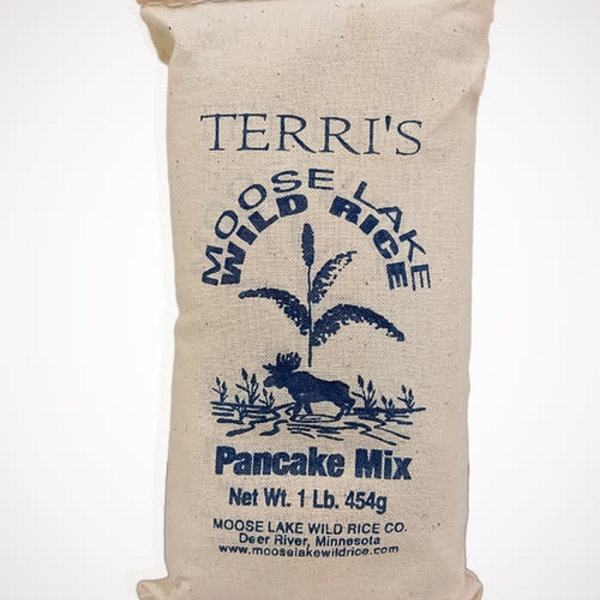 TERRI'S
MOOSE LAKE
WILD RICE
Pancake Mix
Net Wt. 1 Lb. 454g
MOOSE LAKE WILD RICE CO.
Deer River, Minnesota
www.mooselakewildrice.com